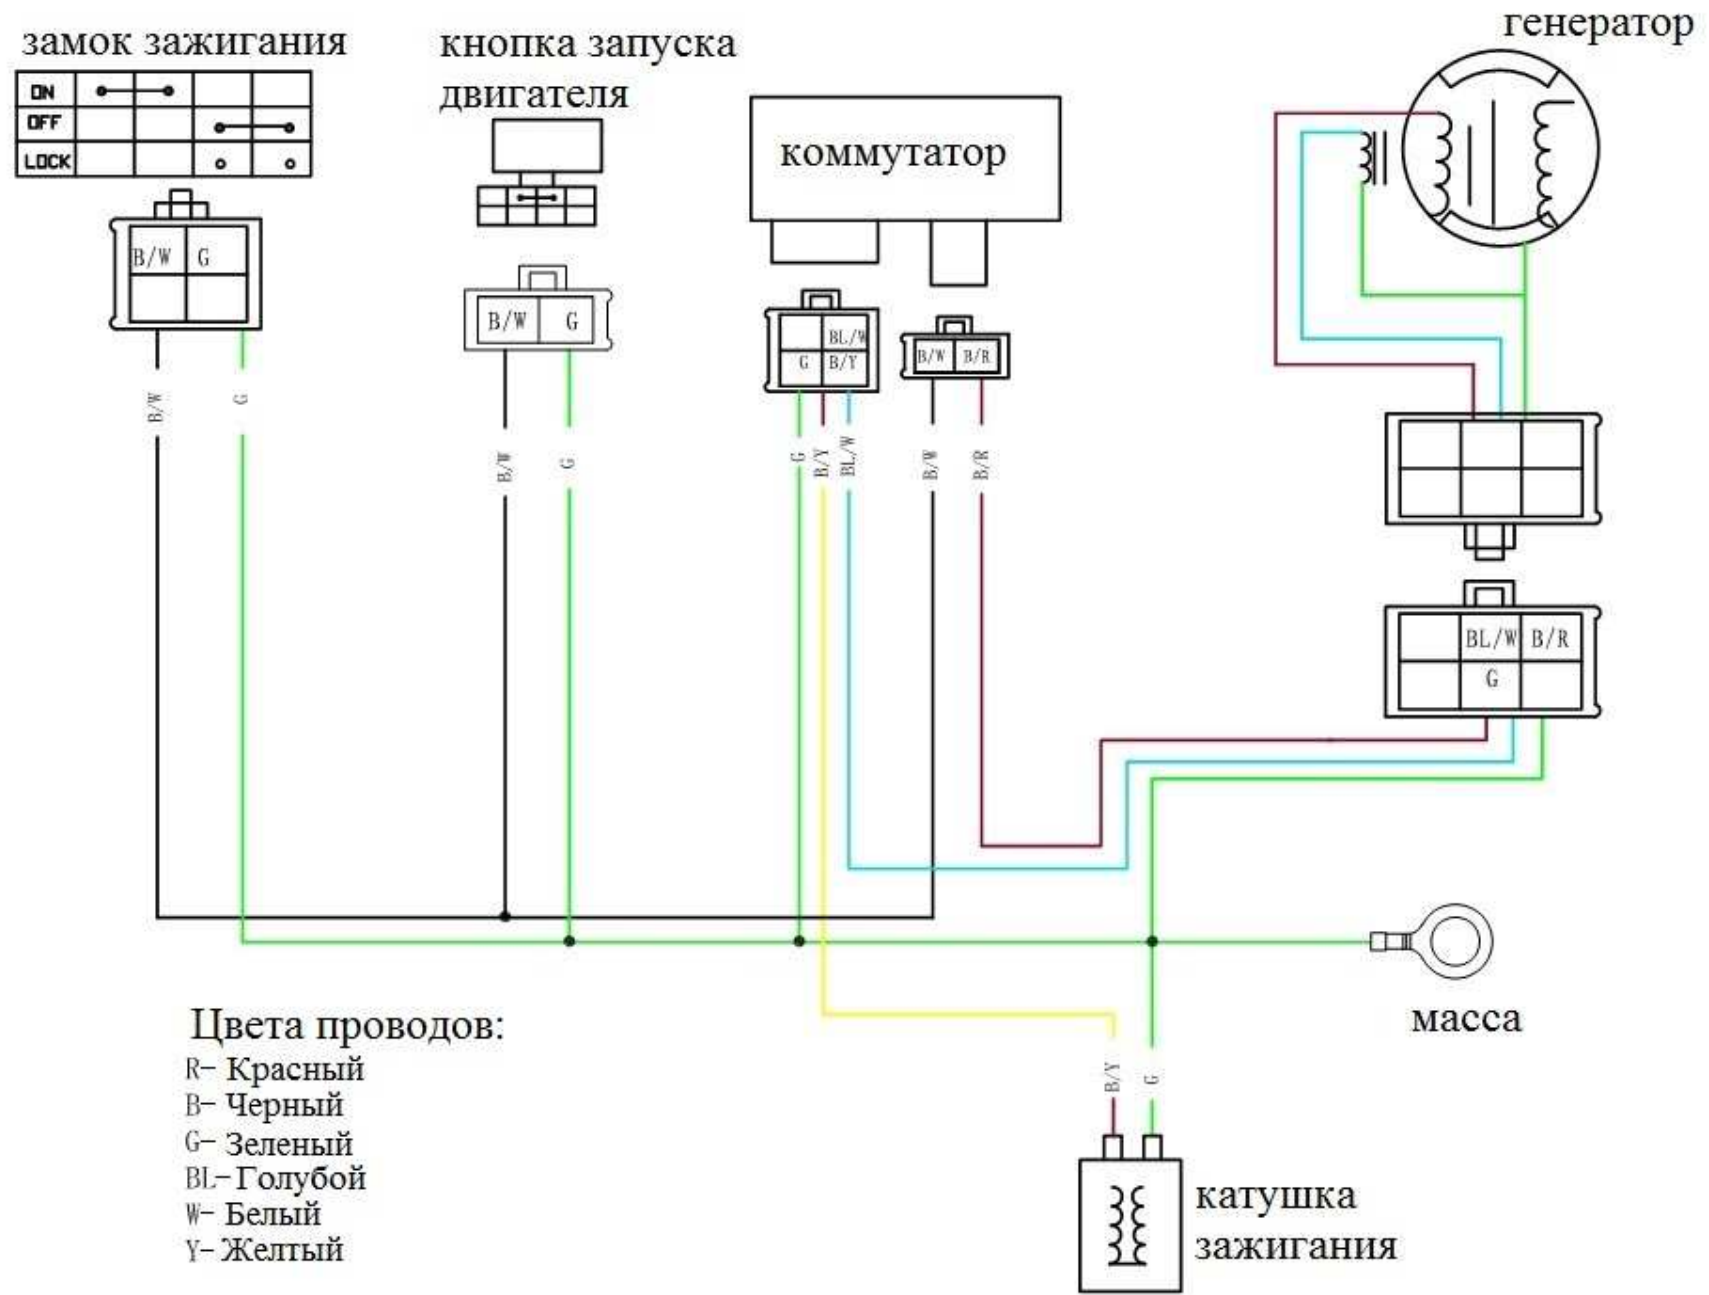 генератор
замок зажигания
кнопка запуска
двигателя
ON
OFF
LOCK
коммутатор
B/W G
B/W G
BL/W
G B/Y
B/W B/R
B/W
G
B/W
G
G
B/Y
BL/W
B/W
B/R
BL/W B/R
G
масса
Цвета проводов:
R- Красный
B- Черный
G- Зеленый
BL- Голубой
W- Белый
Y- Желтый
B/Y
G
катушка
зажигания